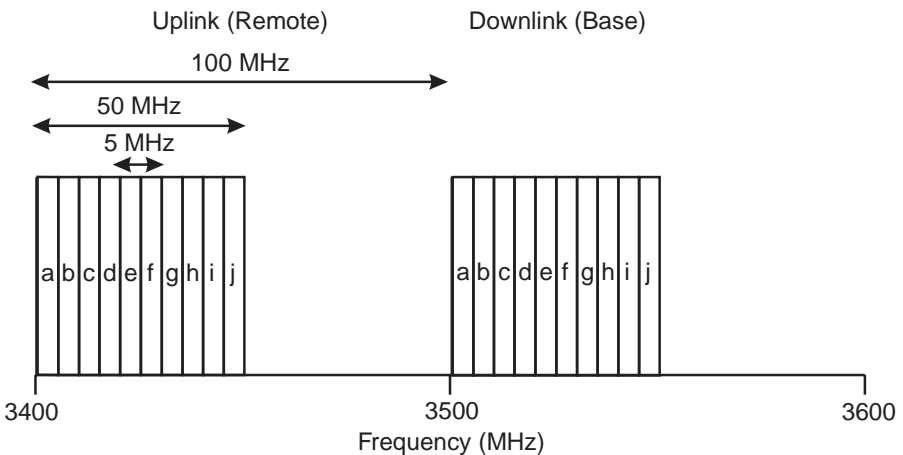 Uplink (Remote) Downlink (Base)
100 MHz
50 MHz
5 MHz
a b c d e f g h i j a b c d e f g h i j
3400 3500 3600
Frequency (MHz)